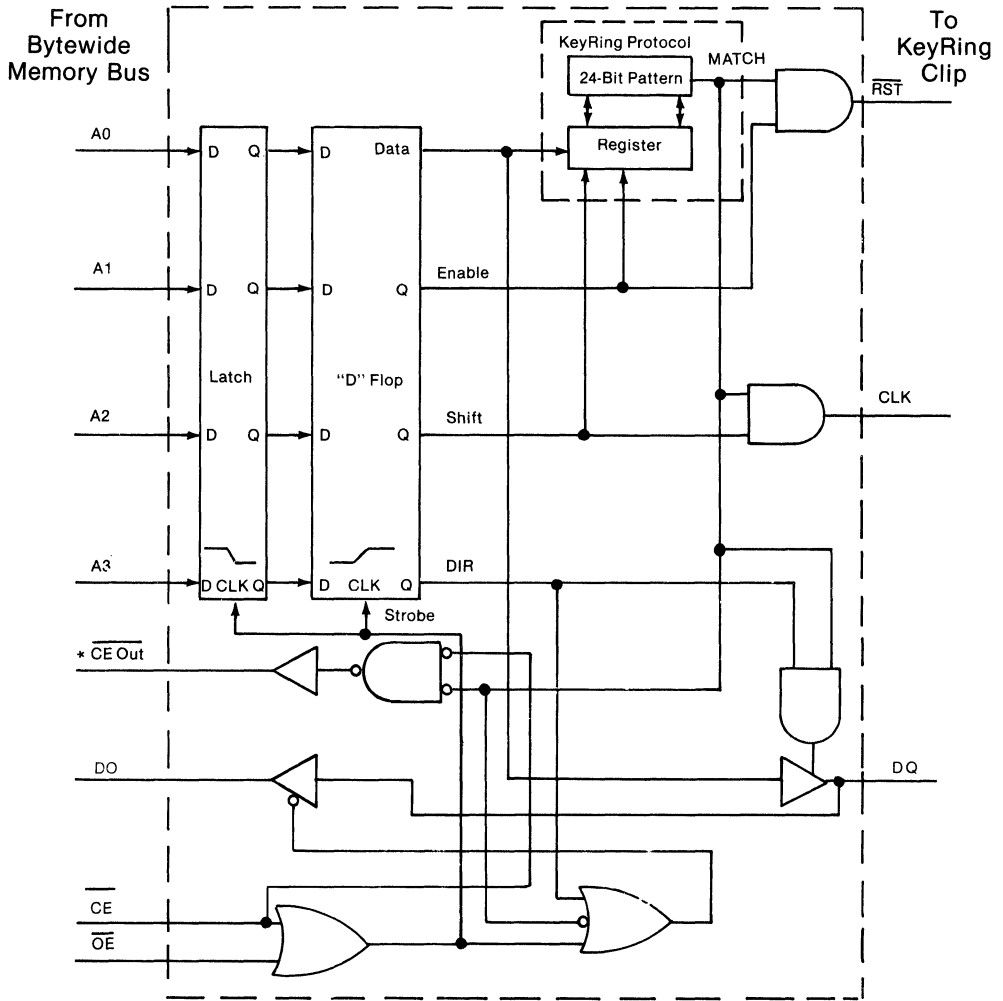 From
Bytewide
Memory Bus
To
KeyRing
Clip
KeyRing Protocol
MATCH
24-Bit Pattern
RST
A0
D Q
D Data
Register
A1
Enable
D Q
D Q
Latch
"D" Flop
CLK
A2
Shift
D Q
D Q
A3
DIR
D CLK Q
D CLK Q
Strobe
* CE Out
DO
DQ
CE
OE